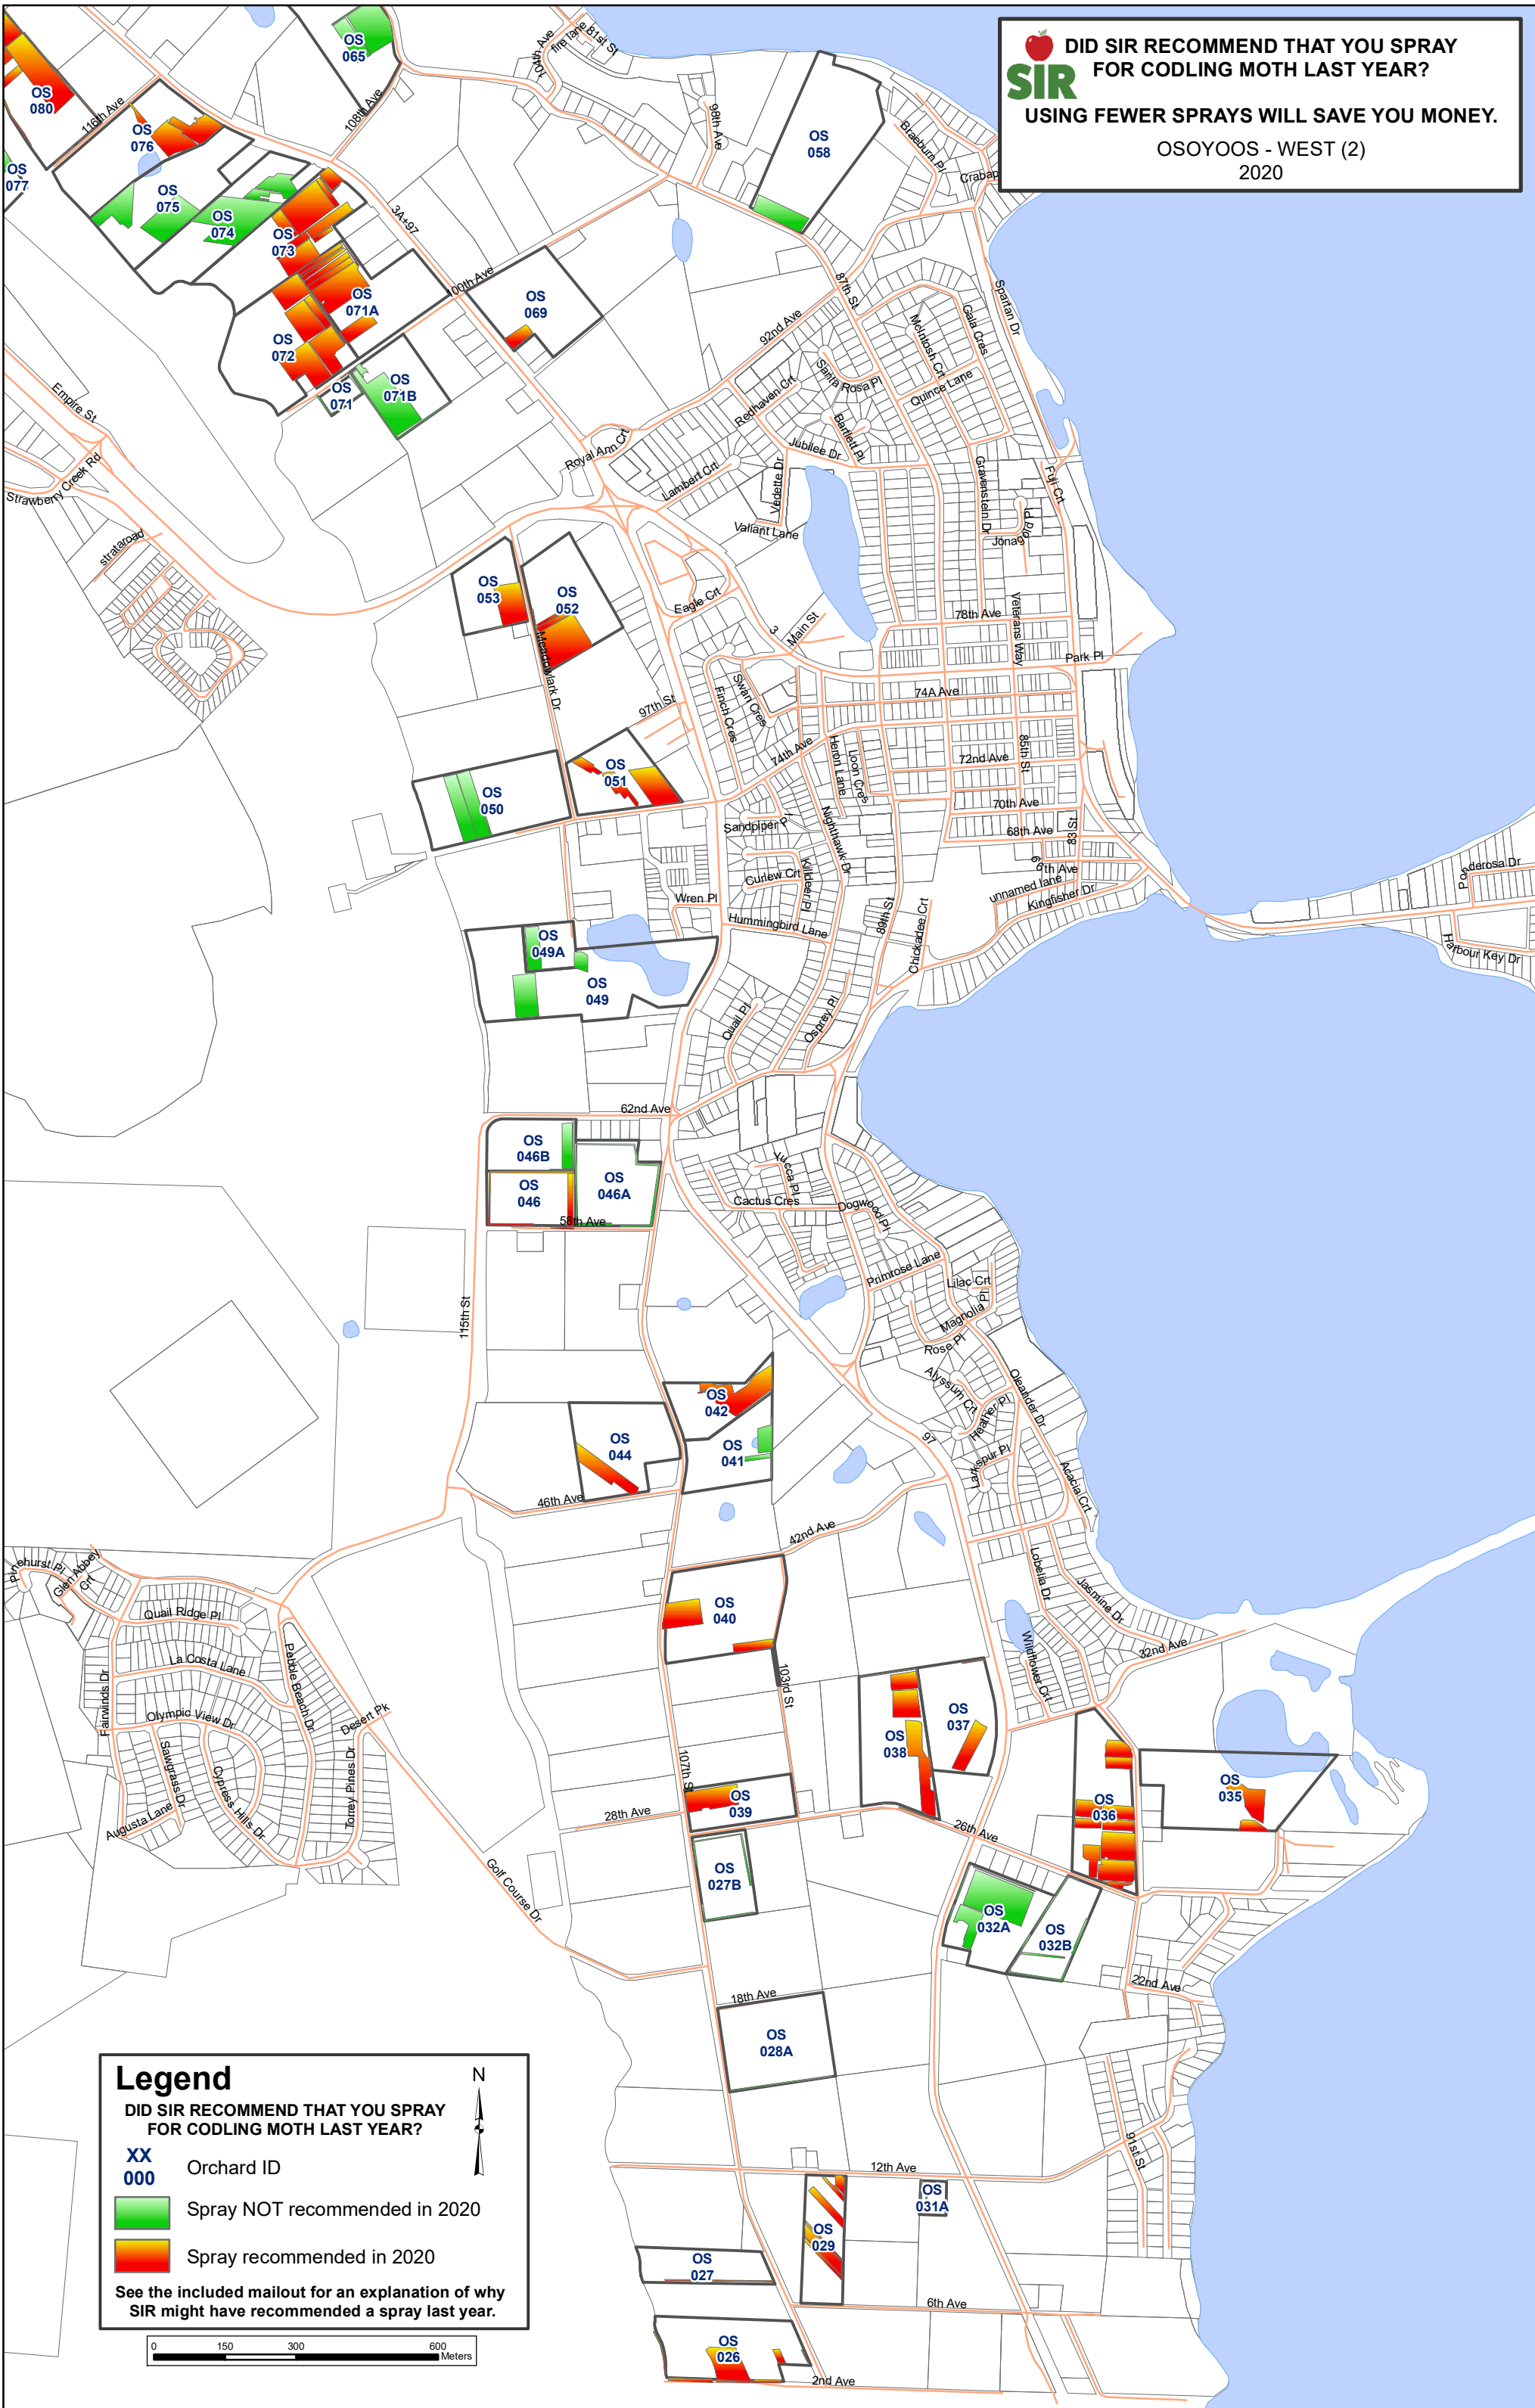 SIR
DID SIR RECOMMEND THAT YOU SPRAY
FOR CODLING MOTH LAST YEAR?
USING FEWER SPRAYS WILL SAVE YOU MONEY.
OSOYOOS - WEST (2)
2020
OS
065
104th Ave
fire lane
81st St
OS
080
116th Ave
OS
076
108th Ave
98th Ave
OS
058
Braeburn Pl
Crabap
OS
077
OS
075
OS
074
OS
073
3A+97
OS
071A
100th Ave
OS
069
87th St
Spartan Dr
92nd Ave
McIntosh Crt
Gala Cres
OS
072
OS
071
OS
071B
Santa Rosa Pl
Redhaven Crt
Quince Lane
Empire St
Strawberry Creek Rd
Royal Ann Crt
Bartlett Pl
Jubilee Dr
Lambert Crt
Vedette Dr
Valiant Lane
Gravenstein Dr
Fuji Crt
Jonagold Pl
strataroad
OS
053
OS
052
Eagle Crt
3
Main St
78th Ave
Veterans Way
Park Pl
Meadowlark Dr
97th St
Finch Cres
Swan Cres
74A Ave
74th Ave
Heron Lane
Loon Cres
72nd Ave
85th St
OS
051
OS
050
70th Ave
68th Ave
83 St
Sandpiper Pl
Nighthawk Dr
Curlew Crt
Killdeer Pl
67th Ave
unnamed lane
Kingfisher Dr
Ponderosa Dr
Harbour Key Dr
Wren Pl
Hummingbird Lane
89th St
Chickadee Crt
OS
049A
OS
049
Quail Pl
Osprey Pl
62nd Ave
OS
046B
OS
046
OS
046A
58th Ave
Yucca Pl
Cactus Cres
Dogwood Pl
Primrose Lane
Lilac Crt
Magnolia Pl
Rose Pl
115th St
Alyssum Crt
Heather Pl
Oleander Dr
Larkspur Pl
Acacia Crt
97
OS
042
OS
041
OS
044
46th Ave
42nd Ave
Lobelia Dr
Jasmine Dr
32nd Ave
Wildflower Crt
Pinehurst Pl
Glen Abbey
Crt
Quail Ridge Pl
La Costa Lane
Pebble Beach Dr
Fairwinds Dr
Olympic View Dr
Desert Pk
Sawgrass Dr
Cypress Hills Dr
Torrey Pines Dr
Augusta Lane
OS
040
103rd St
OS
038
OS
037
107th St
OS
039
28th Ave
26th Ave
OS
036
OS
035
Golf Course Dr
OS
027B
OS
032A
OS
032B
22nd Ave
18th Ave
OS
028A
91st St
12th Ave
OS
031A
OS
029
OS
027
6th Ave
OS
026
2nd Ave
Legend
N
DID SIR RECOMMEND THAT YOU SPRAY
FOR CODLING MOTH LAST YEAR?
XX
000
Orchard ID
Spray NOT recommended in 2020
Spray recommended in 2020
See the included mailout for an explanation of why
SIR might have recommended a spray last year.
0 150 300 600
Meters